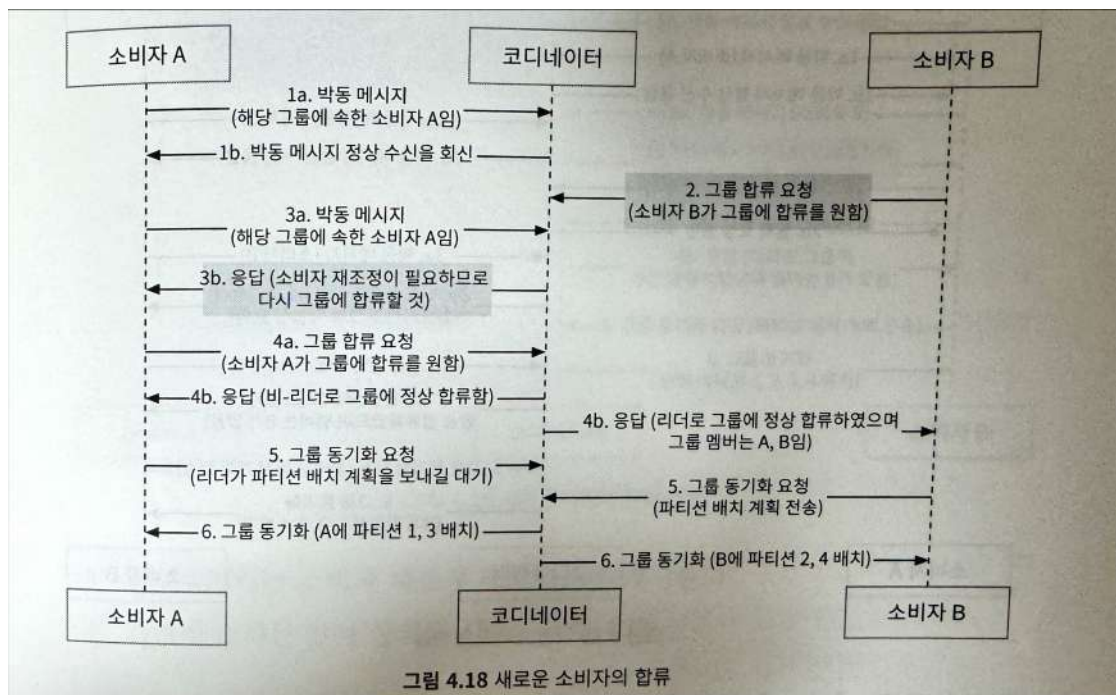 소비자 A
코디네이터
소비자 B
1a. 박동 메시지
(해당 그룹에 속한 소비자 A임)
1b. 박동 메시지 정상 수신을 회신
2. 그룹 합류 요청
(소비자 B가 그룹에 합류를 원함)
3a. 박동 메시지
(해당 그룹에 속한 소비자 A임)
3b. 응답 (소비자 재조정이 필요하므로
다시 그룹에 합류할 것)
4a. 그룹 합류 요청
(소비자 A가 그룹에 합류를 원함)
4b. 응답 (비-리더로 그룹에 정상 합류함)
4b. 응답 (리더로 그룹에 정상 합류하였으며
그룹 멤버는 A, B임)
5. 그룹 동기화 요청
(리더가 파티션 배치 계획을 보내길 대기)
5. 그룹 동기화 요청
(파티션 배치 계획 전송)
6. 그룹 동기화 (A에 파티션 1, 3 배치)
6. 그룹 동기화 (B에 파티션 2, 4 배치)
소비자 A
코디네이터
소비자 B
그림 4.18 새로운 소비자의 합류